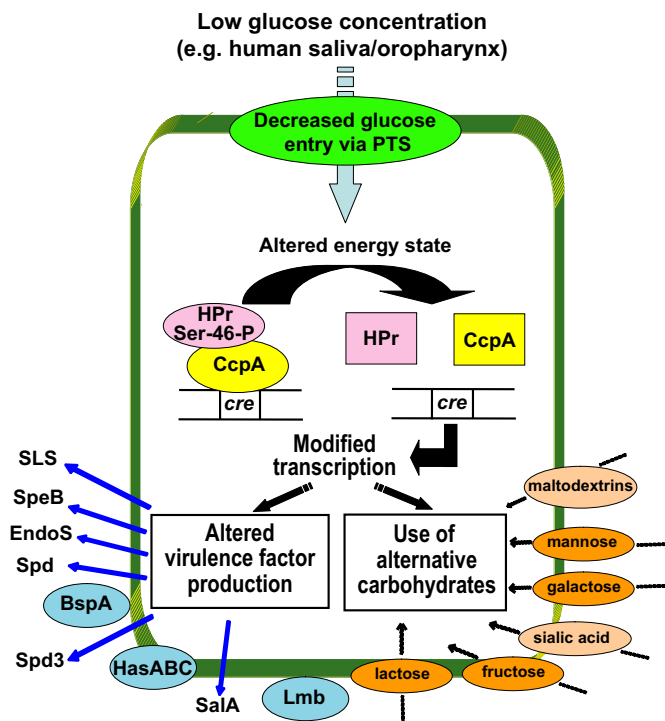 Low glucose concentration
(e.g. human saliva/oropharynx)
Decreased glucose
entry via PTS
Altered energy state
HPr
Ser-46-P
CcpA
HPr
CcpA
cre
cre
Modified
transcription
SLS
SpeB
EndoS
Spd
BspA
Spd3
HasABC
SalA
Lmb
Altered
virulence factor
production
Use of
alternative
carbohydrates
maltodextrins
mannose
galactose
sialic acid
fructose
lactose